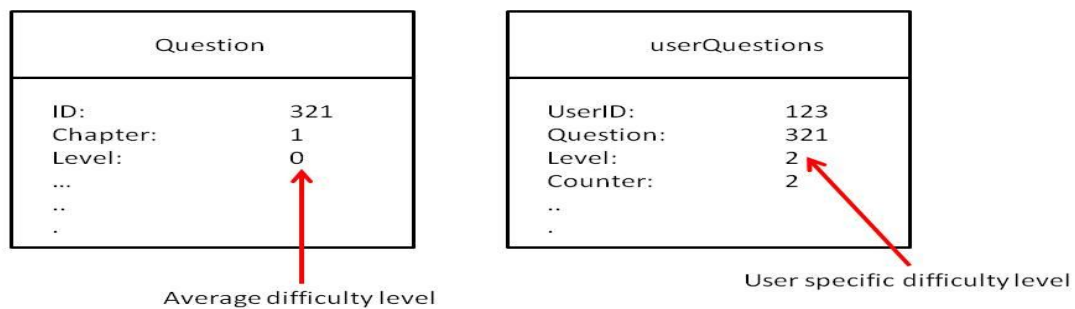 Question
ID: 321
Chapter: 1
Level: 0
...
..
.
Average difficulty level
userQuestions
UserID: 123
Question: 321
Level: 2
Counter: 2
..
.
User specific difficulty level